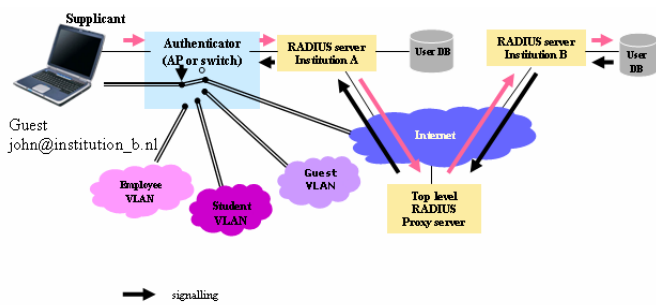 Supplicant
Authenticator
(AP or switch)
RADIUS server
Institution A
User DB
RADIUS server
Institution B
User
DB
Guest
john@institution_b.nl
Internet
Employee
VLAN
Student
VLAN
Guest
VLAN
Top level
RADIUS
Proxy server
signalling